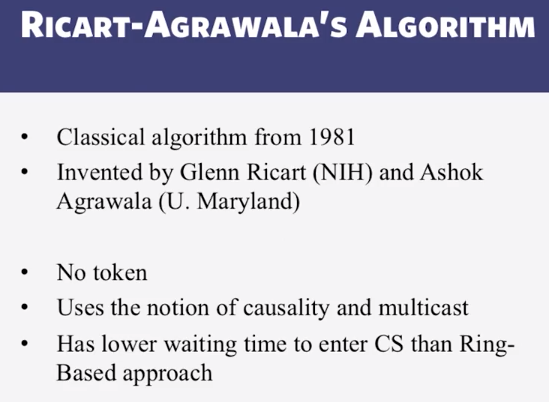 RICART-AGRAWALA'S ALGORITHM
• Classical algorithm from 1981
• Invented by Glenn Ricart (NIH) and Ashok
Agrawala (U. Maryland)
• No token
• Uses the notion of causality and multicast
• Has lower waiting time to enter CS than Ring-
Based approach